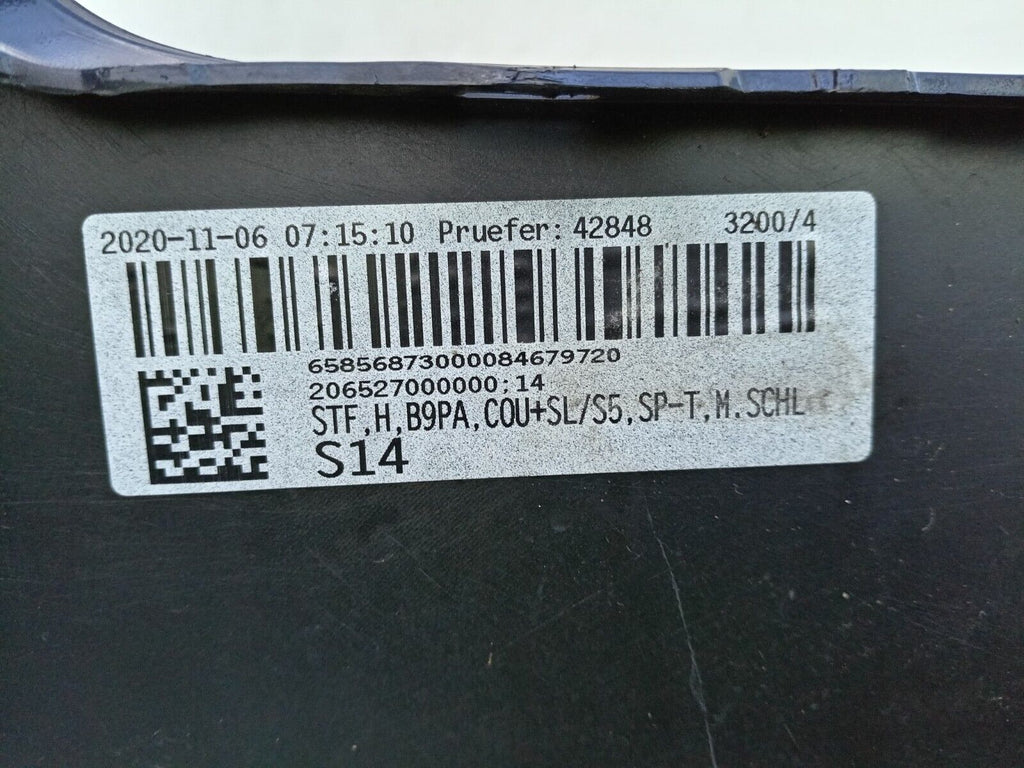 2020-11-06 07:15:10 Pruefer: 42848 3200/4
65856873000084679720
206527000000:14
STF,H,B9PA,COU+SL/S5,SP-T,M.SCHL
S14